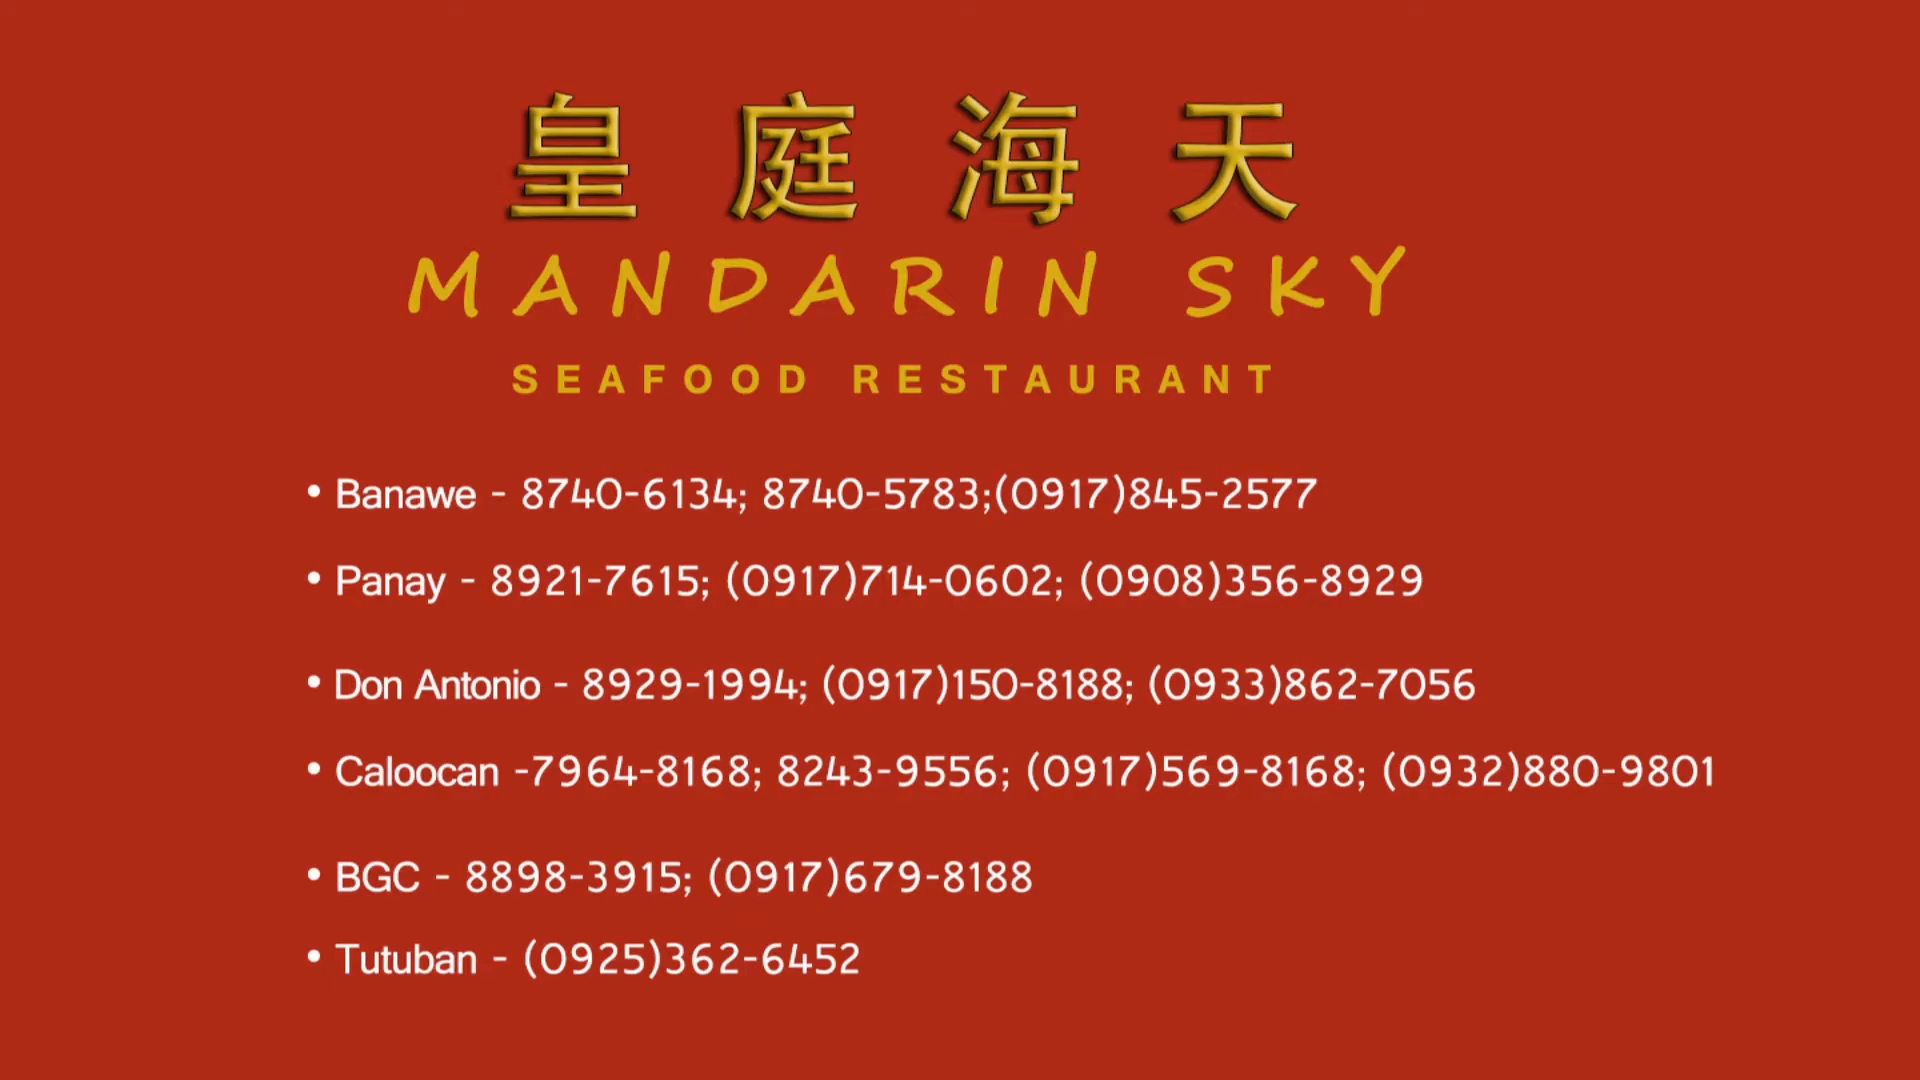 皇庭海天
MANDARIN SKY
SEAFOOD RESTAURANT
• Banawe - 8740-6134; 8740-5783;(0917)845-2577
• Panay - 8921-7615; (0917)714-0602; (0908)356-8929
• Don Antonio - 8929-1994; (0917)150-8188; (0933)862-7056
• Caloocan -7964-8168; 8243-9556; (0917)569-8168; (0932)880-9801
• BGC - 8898-3915; (0917)679-8188
• Tutuban - (0925)362-6452